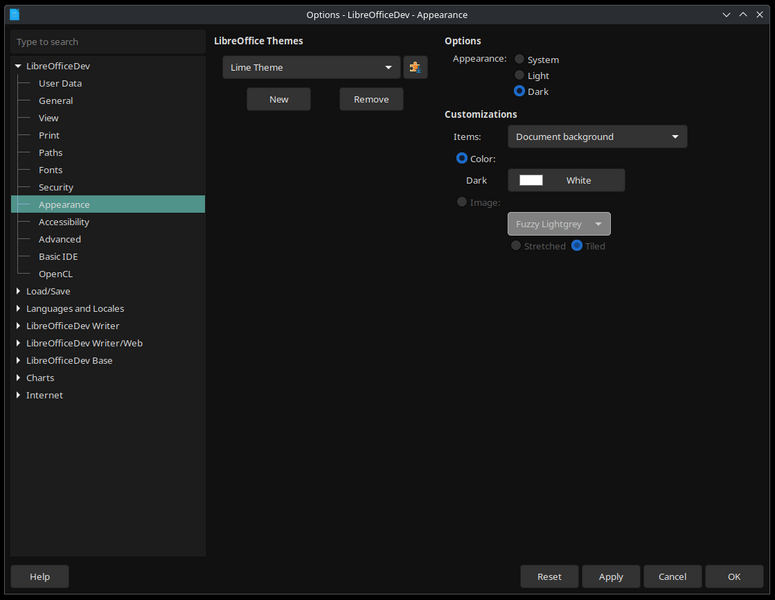 Options - LibreOfficeDev - Appearance
Type to search
LibreOfficeDev
User Data
General
View
Print
Paths
Fonts
Security
Appearance
Accessibility
Advanced
Basic IDE
OpenCL
Load/Save
Languages and Locales
LibreOfficeDev Writer
LibreOfficeDev Writer/Web
LibreOfficeDev Base
Charts
Internet
LibreOffice Themes
Lime Theme
New Remove
Options
Appearance: System
Light
Dark
Customizations
Items: Document background
Color:
Dark White
Image:
Fuzzy Lightgrey
Stretched Tiled
Help Reset Apply Cancel OK